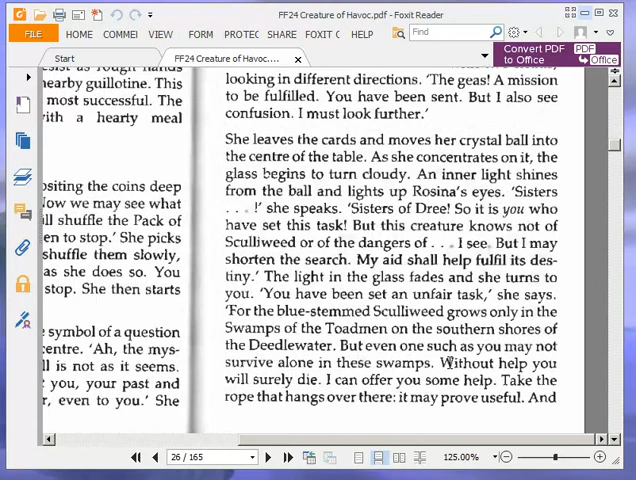 FF24 Creature of Havoc.pdf - Foxit Reader
FILE HOME COMMEI VIEW FORM PROTEC SHARE FOXIT C HELP Find
Start FF24 Creature of Havoc.pdf Convert PDF to Office PDF Office
nearby guillotine. This
most successful. The
with a hearty meal
ositing the coins deep
Now we may see what
ill shuffle the Pack of
en to stop.' She picks
shuffle them slowly,
as she does so. You
stop. She then starts
symbol of a question
centre. 'Ah, the mys-
ll is not as it seems.
t you, your past and
r, even to you.' She
looking in different directions. 'The geas! A mission
to be fulfilled. You have been sent. But I also see
confusion. I must look further.'
She leaves the cards and moves her crystal ball into
the centre of the table. As she concentrates on it, the
glass begins to turn cloudy. An inner light shines
from the ball and lights up Rosina's eyes. 'Sisters
. . . !' she speaks. 'Sisters of Dree! So it is you who
have set this task! But this creature knows not of
Sculliweed or of the dangers of . . . I see. But I may
shorten the search. My aid shall help fulfil its des-
tiny.' The light in the glass fades and she turns to
you. 'You have been set an unfair task,' she says.
'For the blue-stemmed Sculliweed grows only in the
Swamps of the Toadmen on the southern shores of
the Deedlewater. But even one such as you may not
survive alone in these swamps. Without help you
will surely die. I can offer you some help. Take the
rope that hangs over there: it may prove useful. And
26 / 165 125.00%